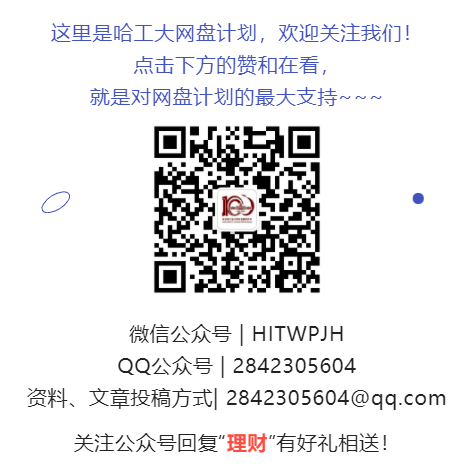 这里是哈工大网盘计划，欢迎关注我们！
点击下方的赞和在看，
就是对网盘计划的最大支持~~~
微信公众号 | HITWPJH
QQ公众号 | 2842305604
资料、文章投稿方式| 2842305604@qq.com
关注公众号回复“理财”有好礼相送！